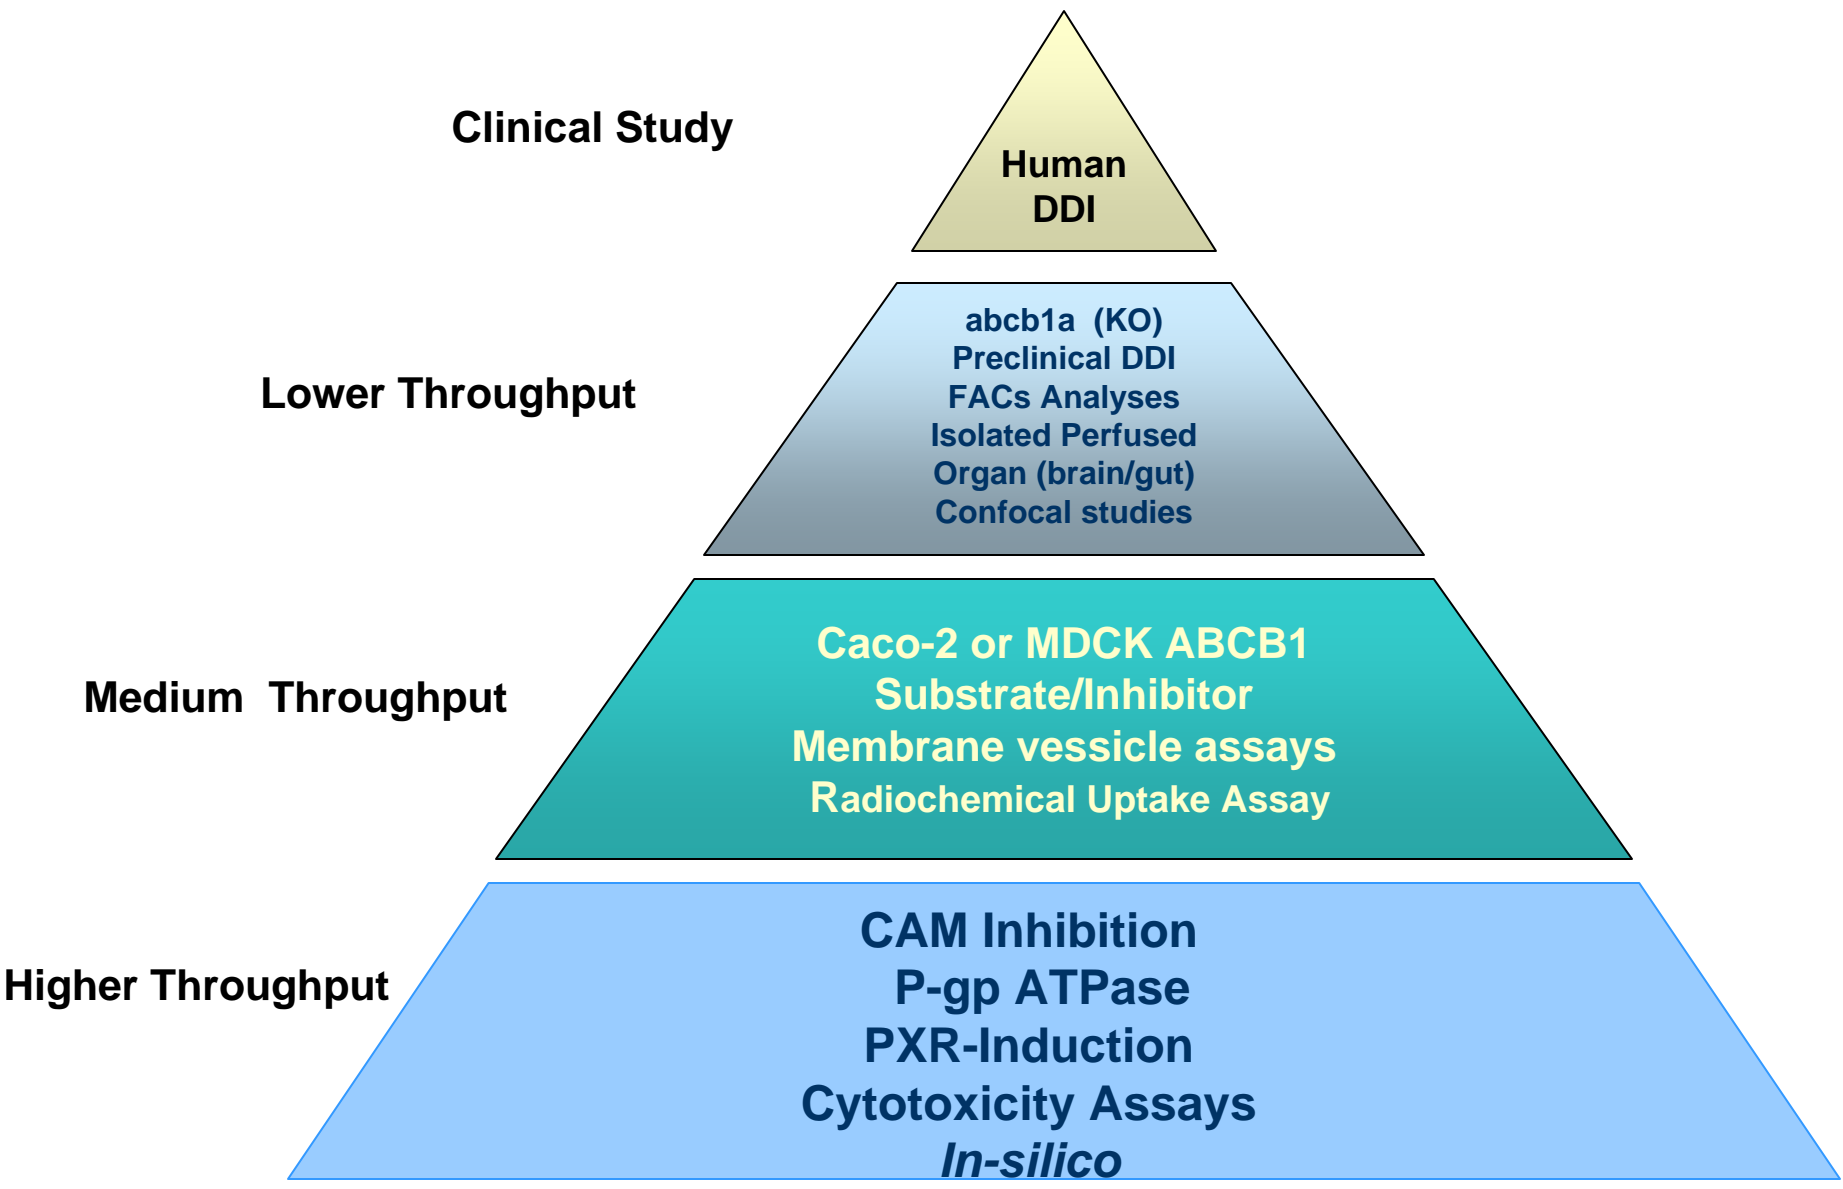 Clinical Study
Human
DDI
Lower Throughput
abcb1a (KO)
Preclinical DDI
FACs Analyses
Isolated Perfused
Organ (brain/gut)
Confocal studies
Medium Throughput
Caco-2 or MDCK ABCB1
Substrate/Inhibitor
Membrane vessicle assays
Radiochemical Uptake Assay
Higher Throughput
CAM Inhibition
P-gp ATPase
PXR-Induction
Cytotoxicity Assays
In-silico